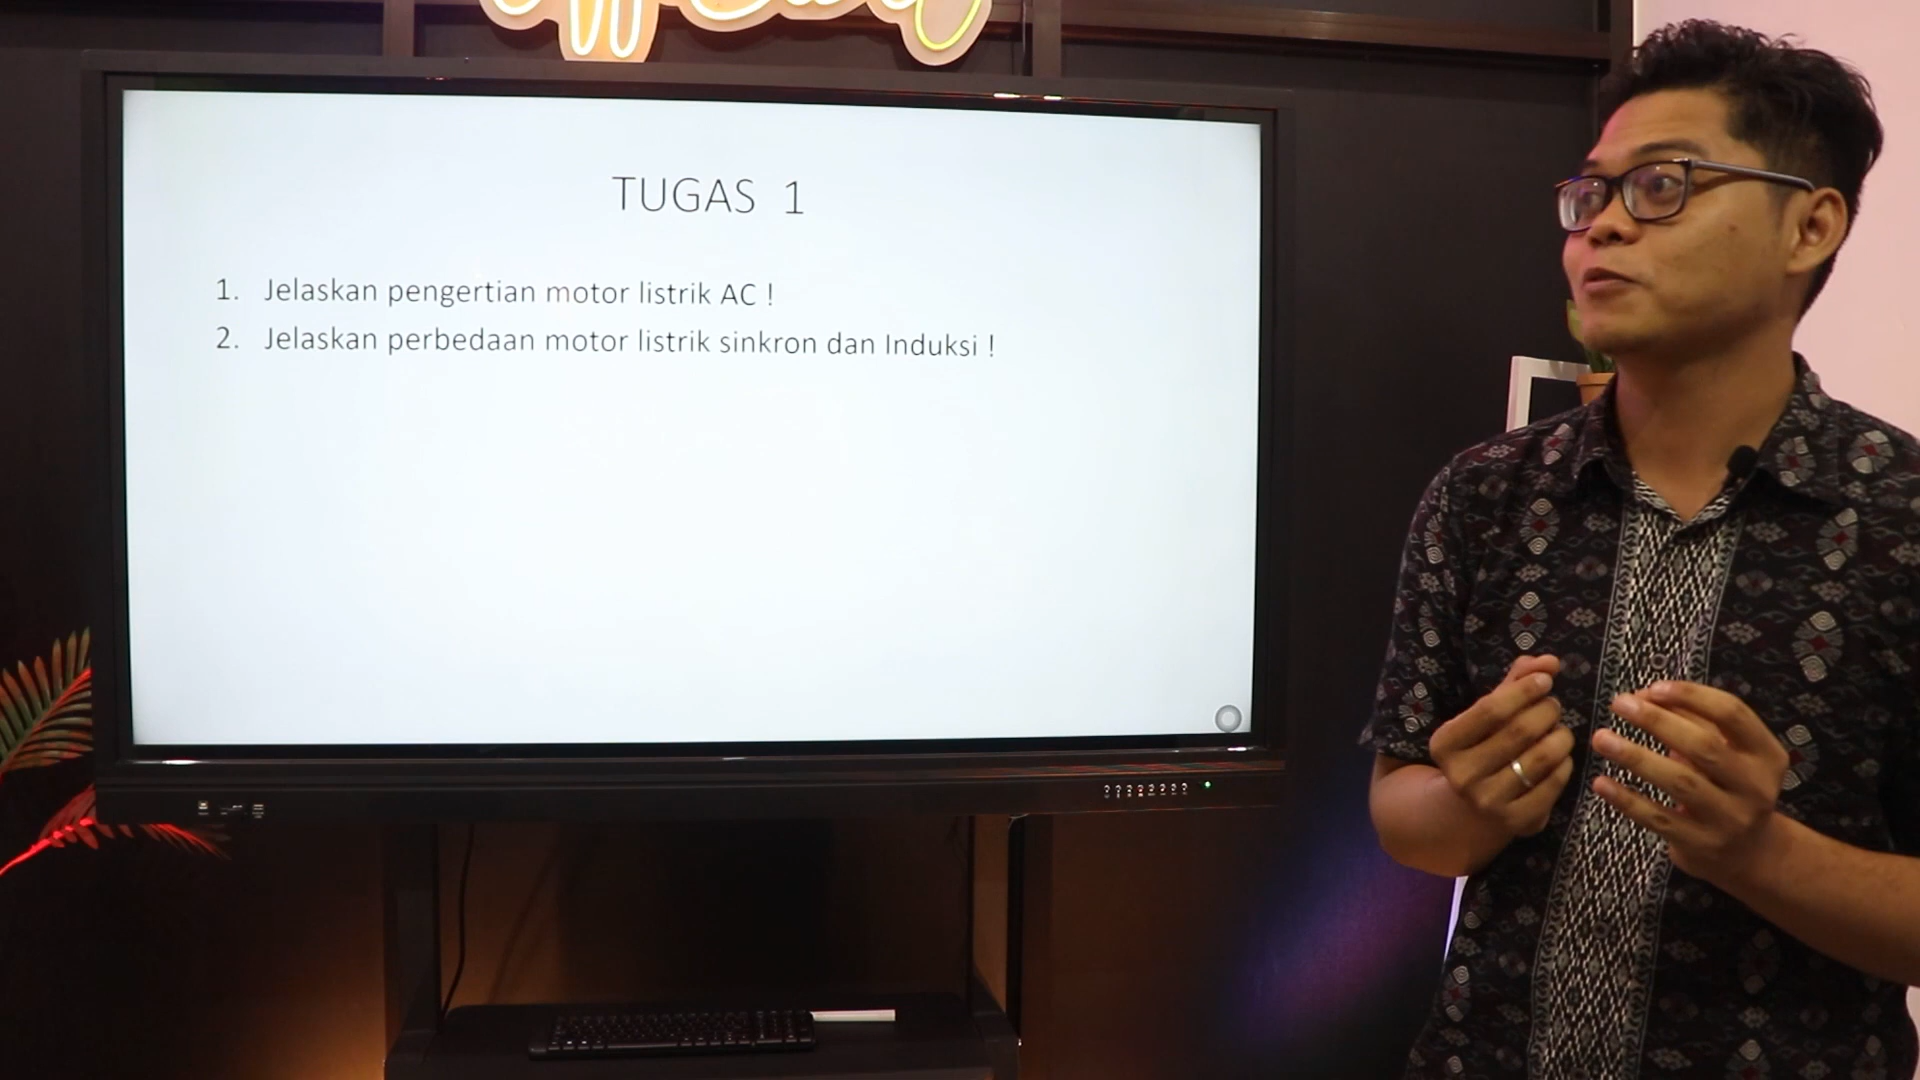 TUGAS 1
1. Jelaskan pengertian motor listrik AC !
2. Jelaskan perbedaan motor listrik sinkron dan Induksi !